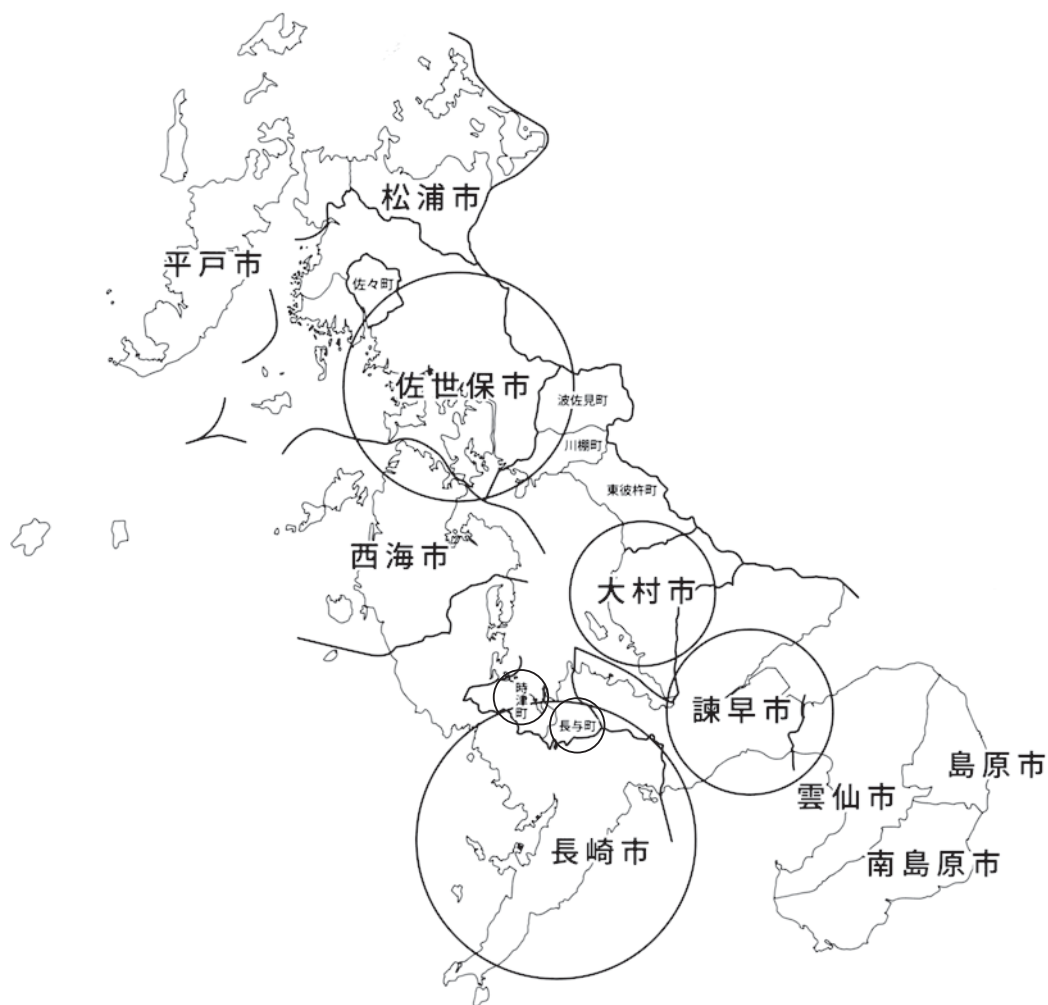 松浦市
平戸市
佐々町
佐世保市
波佐見町
川棚町
東彼杵町
西海市
大村市
時津町
長与町
諫早市
島原市
雲仙市
長崎市
南島原市